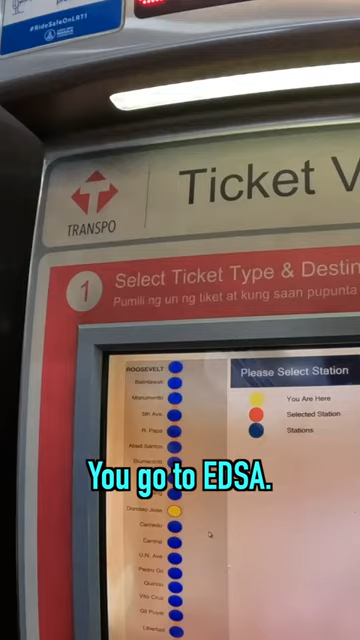 #RideSafeOnLRT1
TRANSPO
Ticket V
1
Select Ticket Type & Destin
Pumili ng uri ng tiket at kung saan pupunta
ROOSEVELT
Balintawak
Monumento
5th Ave.
R. Papa
Abad Santos
Blumentritt
Doroteo Jose
Carriedo
Central
U.N. Ave
Pedro Gil
Quirino
Vito Cruz
Gil Puyat
Libertad
Please Select Station
You Are Here
Selected Station
Stations
You go to EDSA.